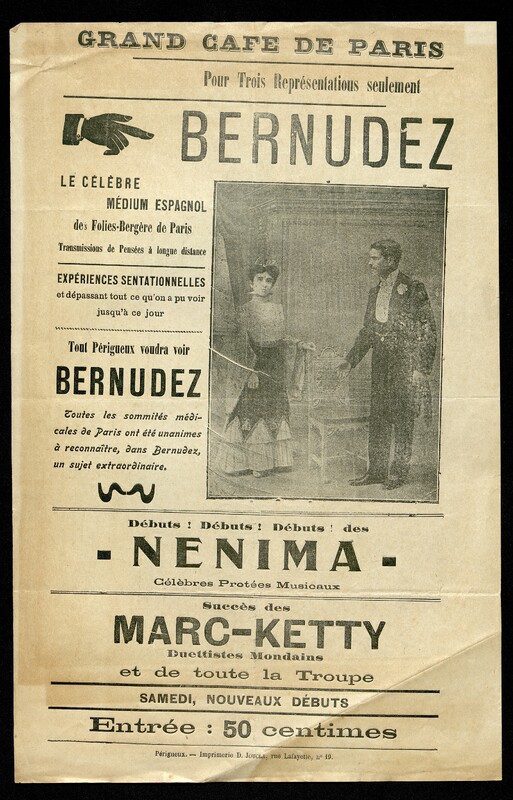 GRAND CAFE DE PARIS
Pour Trois Représentations seulement
BERNUDEZ
LE CÉLÈBRE
MÉDIUM ESPAGNOL
des Folies-Bergère de Paris
Transmissions de Pensées à longue distance
EXPÉRIENCES SENTATIONNELLES
et dépassant tout ce qu'on a pu voir
jusqu'à ce jour
Tout Périgueux voudra voir
BERNUDEZ
Toutes les sommités médi-
cales de Paris ont été unanimes
à reconnaître, dans Bernudez,
un sujet extraordinaire.
Débuts ! Débuts ! Débuts ! des
- NENIMA -
Célèbres Protées Musicaux
Succès des
MARC-KETTY
Duettistes Mondains
et de toute la Troupe
SAMEDI, NOUVEAUX DÉBUTS
Entrée : 50 centimes
Périgueux. — Imprimerie D. JOUCLA, rue Lafayette, n° 19.